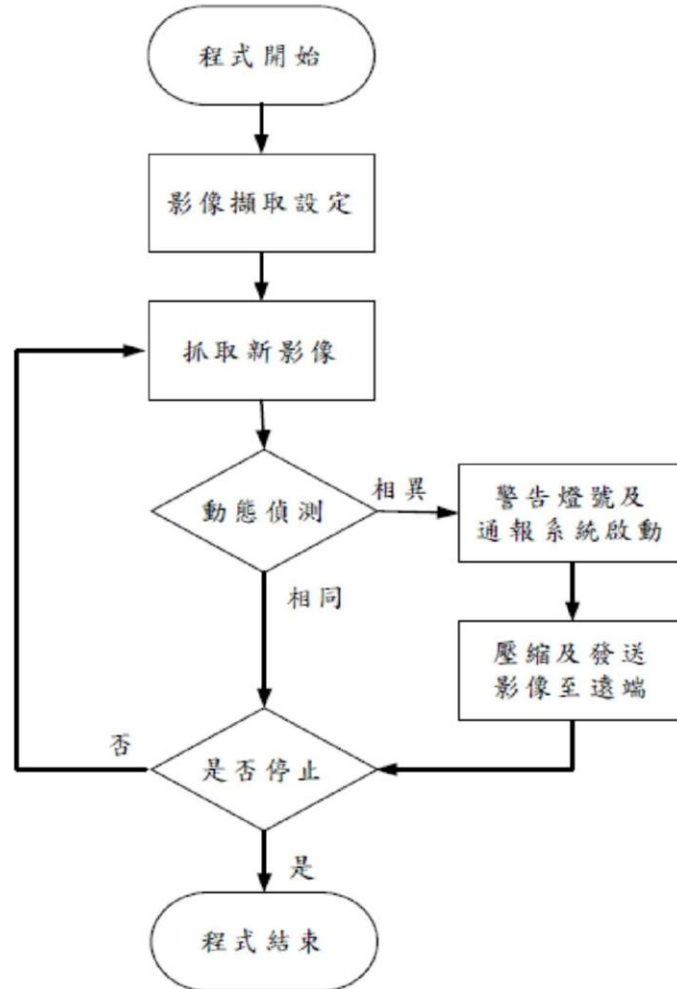 程式開始
影像擷取設定
抓取新影像
動態偵測
相異
警告燈號及
通報系統啟動
相同
壓縮及發送
影像至遠端
否
是否停止
是
程式結束